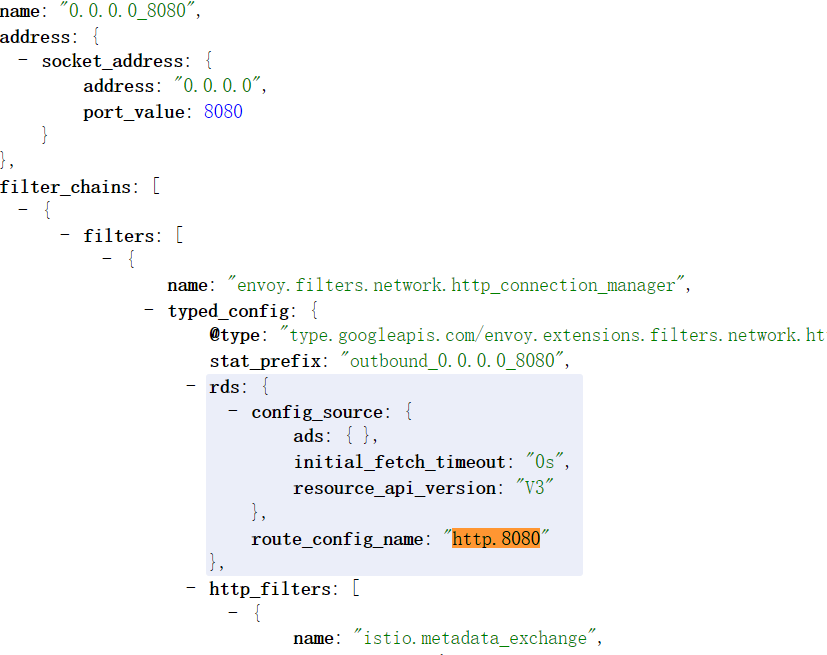 name: "0.0.0.0_8080",
address: {
- socket_address: {
address: "0.0.0.0",
port_value: 8080
}
},
filter_chains: [
- {
- filters: [
- {
name: "envoy.filters.network.http_connection_manager",
- typed_config: {
@type: "type.googleapis.com/envoy.extensions.filters.network.ht
stat_prefix: "outbound_0.0.0.0_8080",
- rds: {
- config_source: {
ads: { },
initial_fetch_timeout: "0s",
resource_api_version: "V3"
},
route_config_name: "http.8080"
},
- http_filters: [
- {
name: "istio.metadata_exchange",